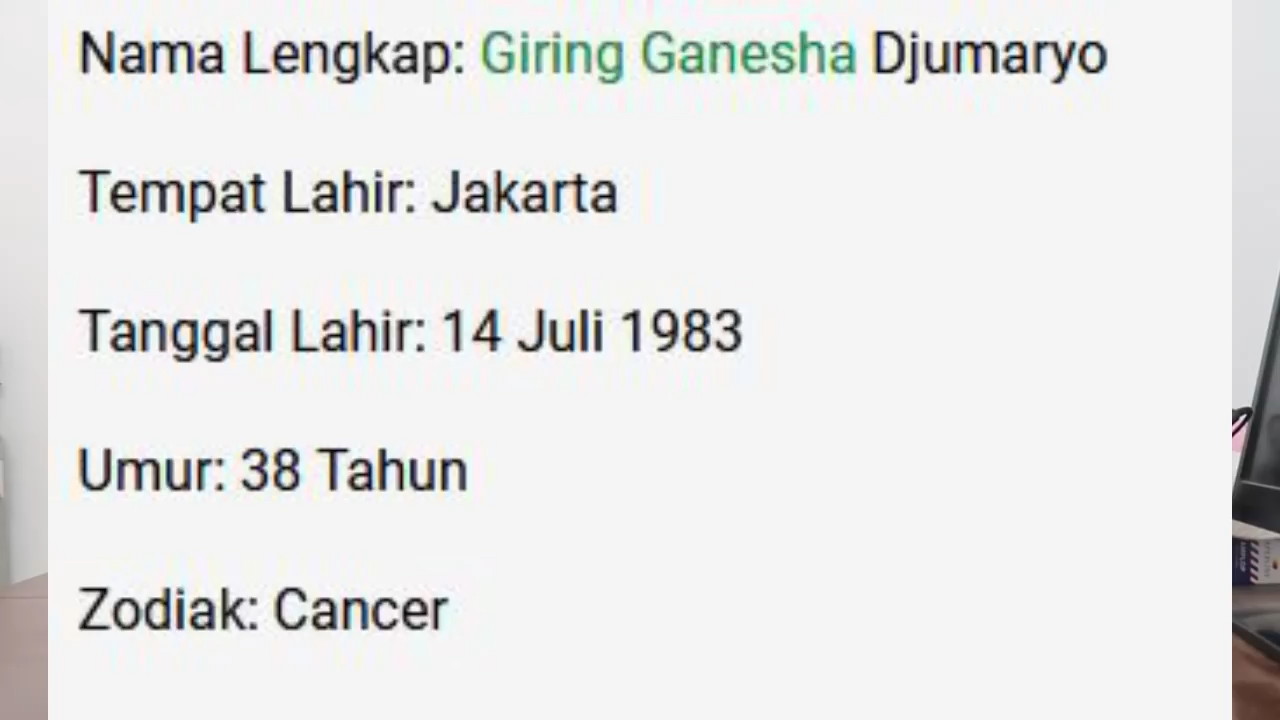 Nama Lengkap: Giring Ganesha Djumaryo
Tempat Lahir: Jakarta
Tanggal Lahir: 14 Juli 1983
Umur: 38 Tahun
Zodiak: Cancer